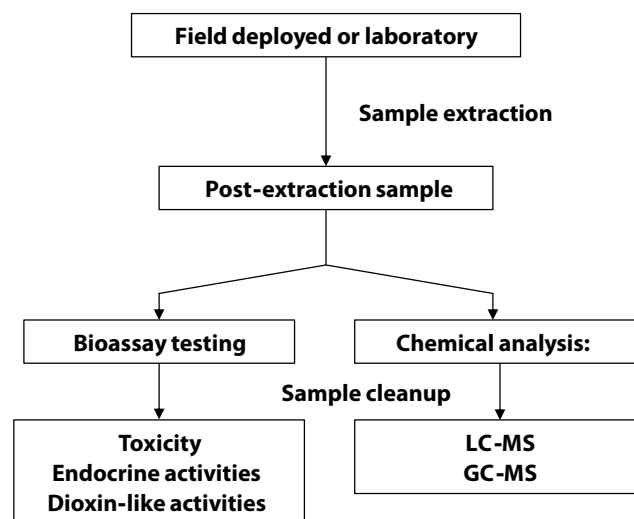 Field deployed or laboratory
Sample extraction
Post-extraction sample
Bioassay testing
Chemical analysis:
Sample cleanup
Toxicity
Endocrine activities
Dioxin-like activities
LC-MS
GC-MS